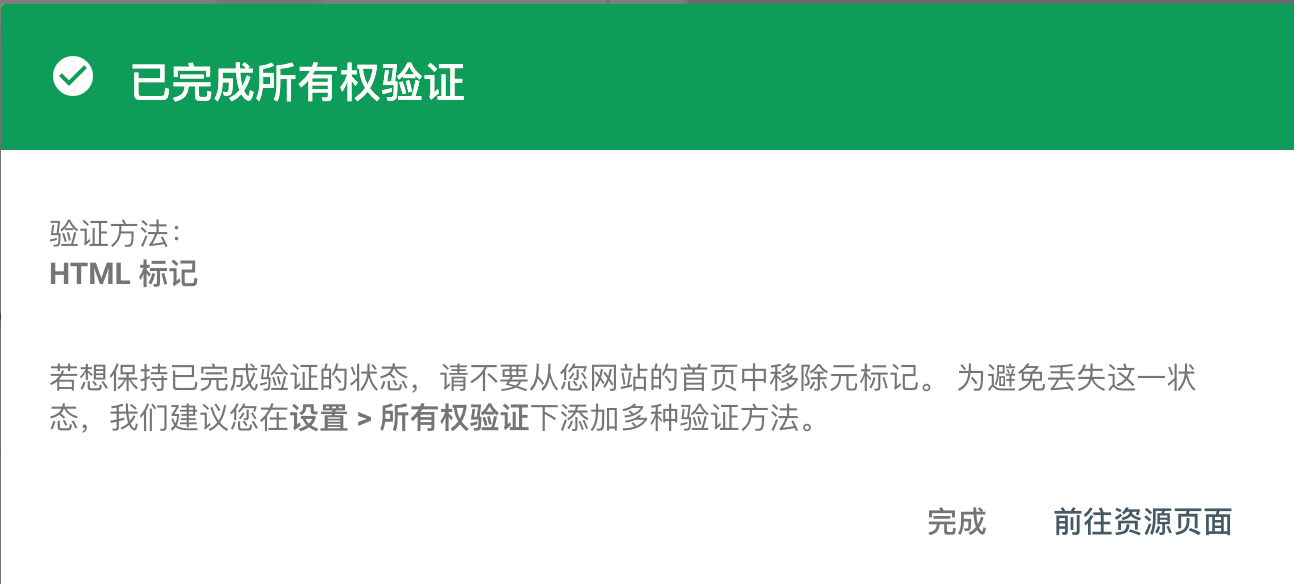 已完成所有权验证
验证方法：
HTML 标记
若想保持已完成验证的状态，请不要从您网站的首页中移除元标记。 为避免丢失这一状
态，我们建议您在设置 > 所有权验证下添加多种验证方法。
完成 前往资源页面